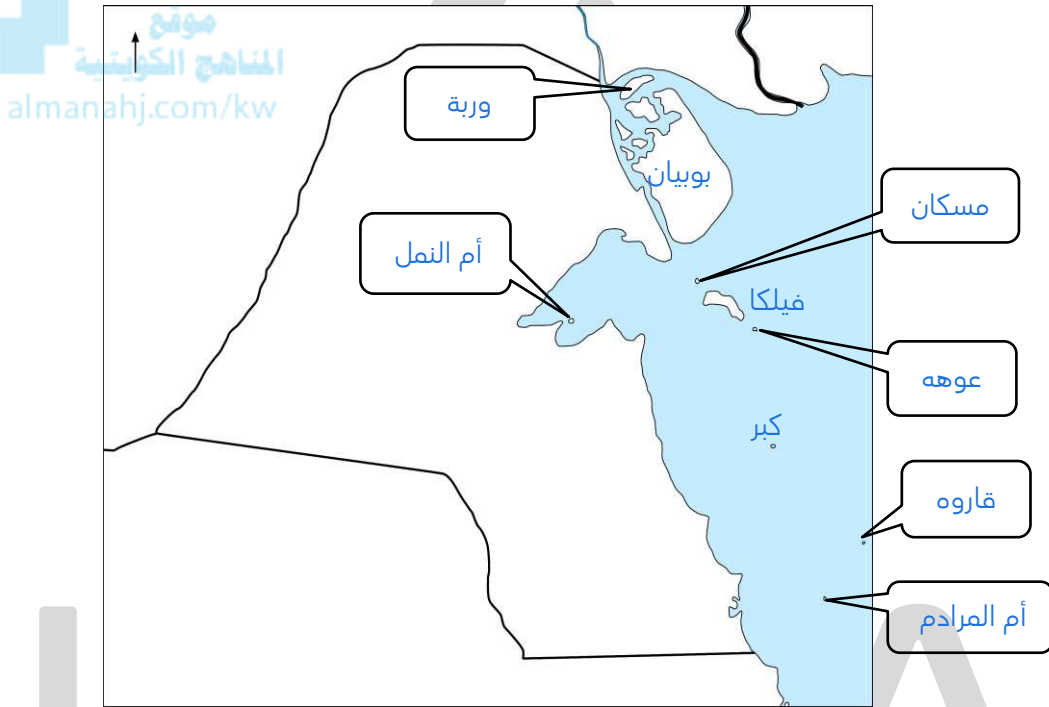 موقع
المناهج الكويتية
almanahj.com/kw
وربة
بوبيان
مسكان
أم النمل
فيلكا
عوهه
كبر
قاروه
أم المرادم